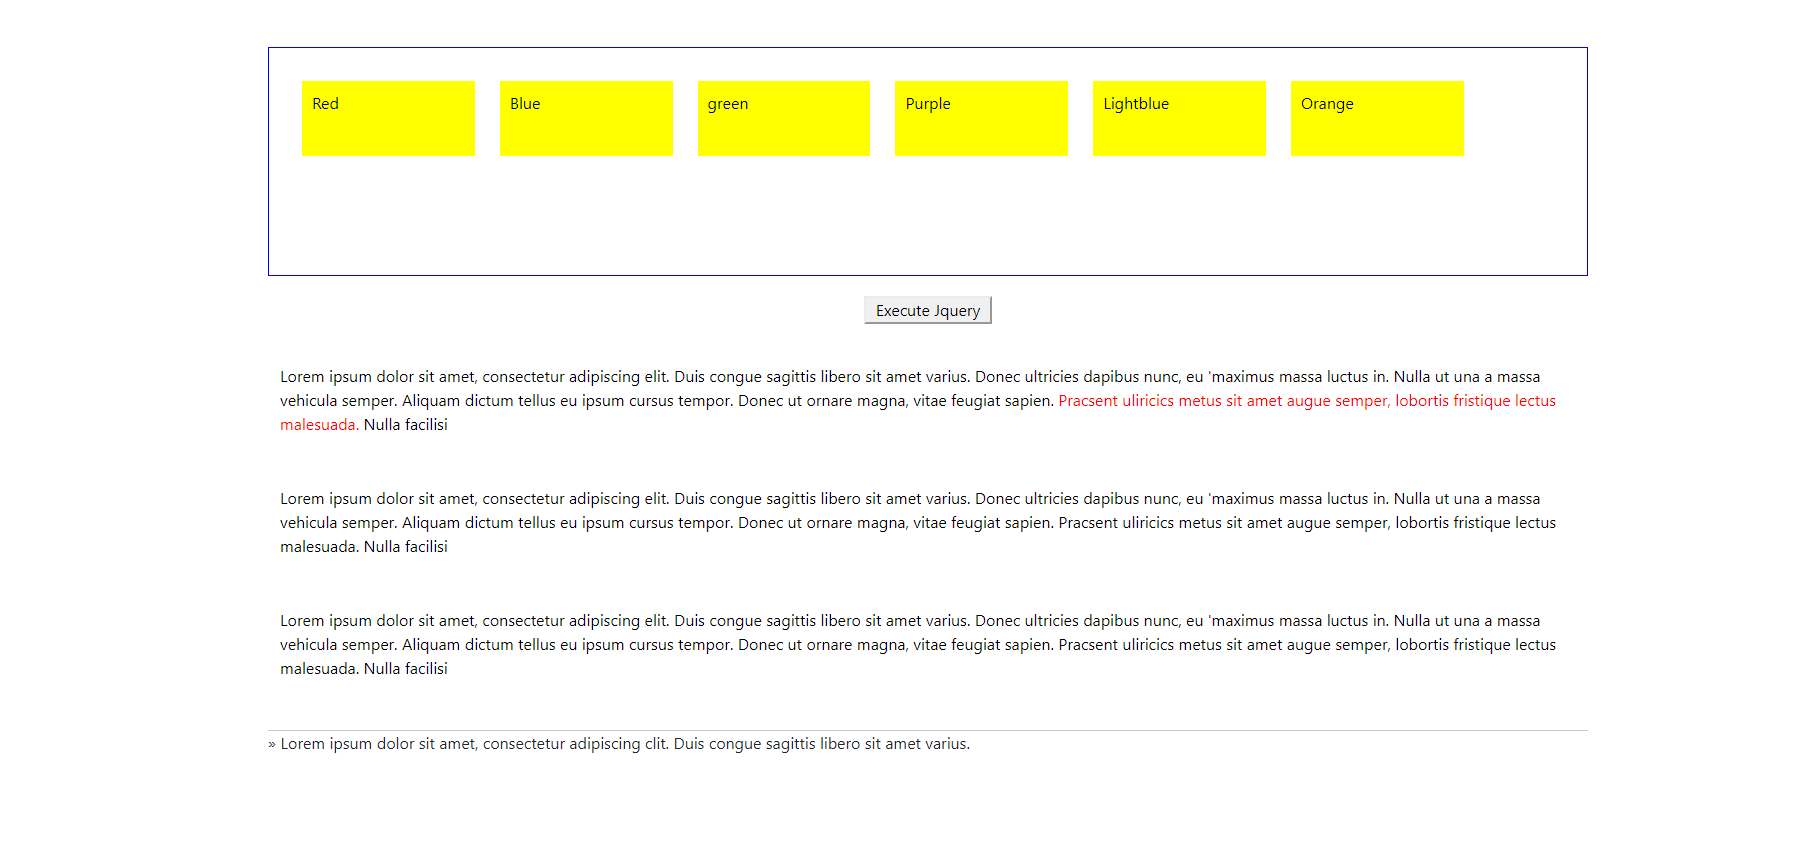 Red Blue green Purple Lightblue Orange
Execute Jquery
Lorem ipsum dolor sit amet, consectetur adipiscing elit. Duis congue sagittis libero sit amet varius. Donec ultricies dapibus nunc, eu 'maximus massa luctus in. Nulla ut una a massa
vehicula semper. Aliquam dictum tellus eu ipsum cursus tempor. Donec ut ornare magna, vitae feugiat sapien. Pracsent uliricics metus sit amet augue semper, lobortis fristique lectus
malesuada. Nulla facilisi
Lorem ipsum dolor sit amet, consectetur adipiscing elit. Duis congue sagittis libero sit amet varius. Donec ultricies dapibus nunc, eu 'maximus massa luctus in. Nulla ut una a massa
vehicula semper. Aliquam dictum tellus eu ipsum cursus tempor. Donec ut ornare magna, vitae feugiat sapien. Pracsent uliricics metus sit amet augue semper, lobortis fristique lectus
malesuada. Nulla facilisi
Lorem ipsum dolor sit amet, consectetur adipiscing elit. Duis congue sagittis libero sit amet varius. Donec ultricies dapibus nunc, eu 'maximus massa luctus in. Nulla ut una a massa
vehicula semper. Aliquam dictum tellus eu ipsum cursus tempor. Donec ut ornare magna, vitae feugiat sapien. Pracsent uliricics metus sit amet augue semper, lobortis fristique lectus
malesuada. Nulla facilisi
» Lorem ipsum dolor sit amet, consectetur adipiscing clit. Duis congue sagittis libero sit amet varius.